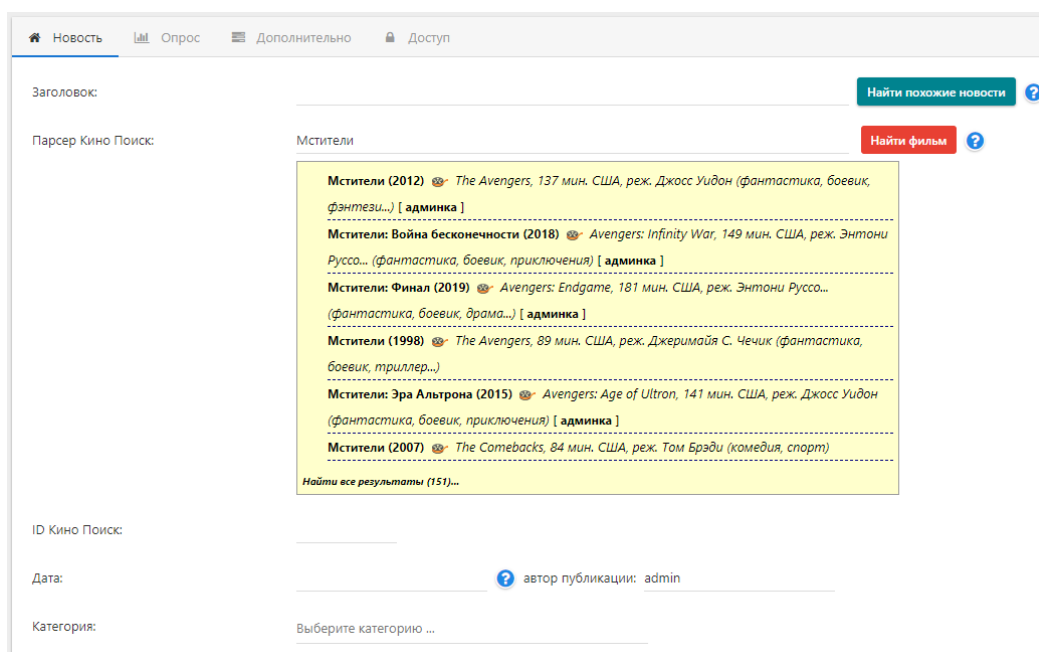 Новость Опрос Дополнительно Доступ
Заголовок: Найти похожие новости ?
Парсер Кино Поиск: Мстители Найти фильм ?
Мстители (2012) The Avengers, 137 мин. США, реж. Джосс Уидон (фантастика, боевик,
фэнтези...) [ админка ]
Мстители: Война бесконечности (2018) Avengers: Infinity War, 149 мин. США, реж. Энтони
Руссо... (фантастика, боевик, приключения) [ админка ]
Мстители: Финал (2019) Avengers: Endgame, 181 мин. США, реж. Энтони Руссо...
(фантастика, боевик, драма...) [ админка ]
Мстители (1998) The Avengers, 89 мин. США, реж. Джеримайя С. Чечик (фантастика,
боевик, триллер...)
Мстители: Эра Альтрона (2015) Avengers: Age of Ultron, 141 мин. США, реж. Джосс Уидон
(фантастика, боевик, приключения) [ админка ]
Мстители (2007) The Comebacks, 84 мин. США, реж. Том Брэди (комедия, спорт)
Найти все результаты (151)...
ID Кино Поиск:
Дата: ? автор публикации: admin
Категория: Выберите категорию ...